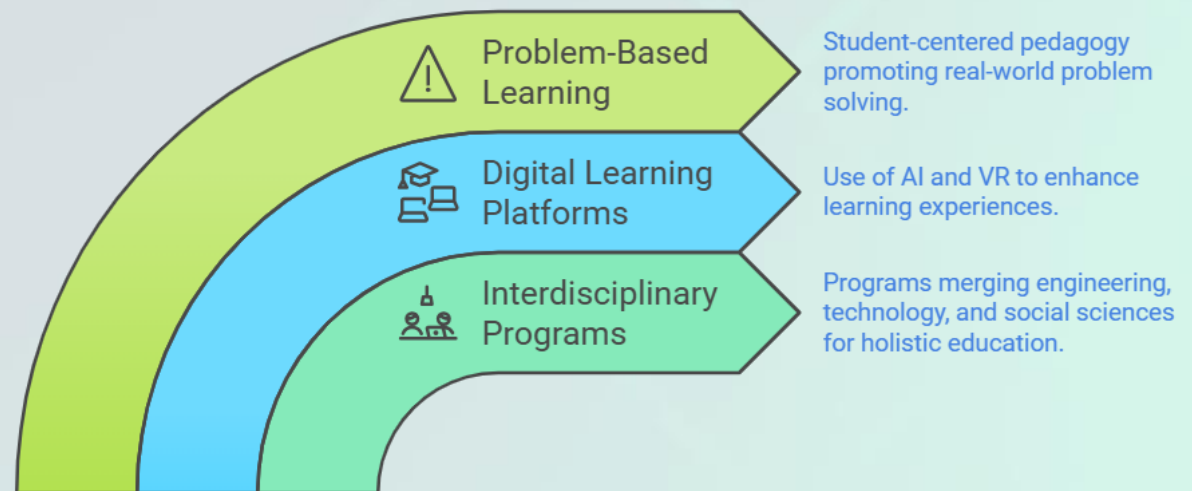 Problem-Based
Learning
Student-centered pedagogy
promoting real-world problem
solving.
Digital Learning
Platforms
Use of AI and VR to enhance
learning experiences.
Interdisciplinary
Programs
Programs merging engineering,
technology, and social sciences
for holistic education.